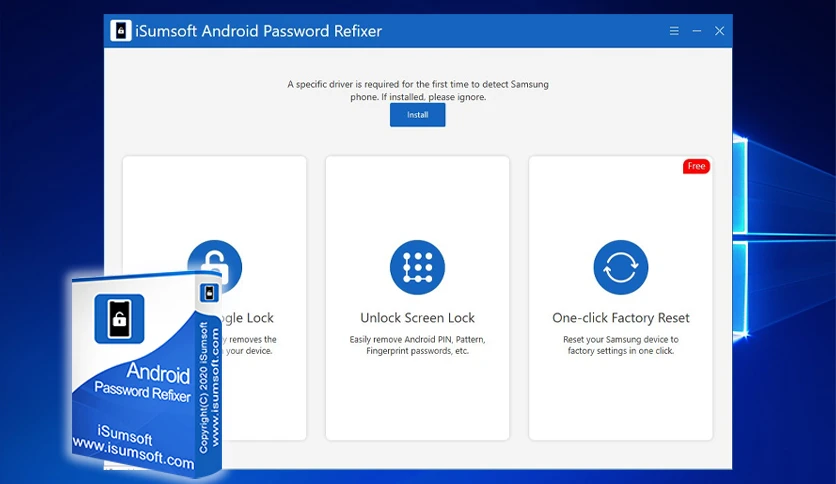 iSumsoft Android Password Refixer
A specific driver is required for the first time to detect Samsung
phone. If installed, please ignore.
Install
Free
gle Lock
removes the
your device.
Unlock Screen Lock
Easily remove Android PIN, Pattern,
Fingerprint passwords, etc.
One-click Factory Reset
Reset your Samsung device to
factory settings in one click.
Android
Password Refixer
iSumsoft
www.isumsoft.com
Copyright(C) 2020 iSumsoft
www.isumsoft.com